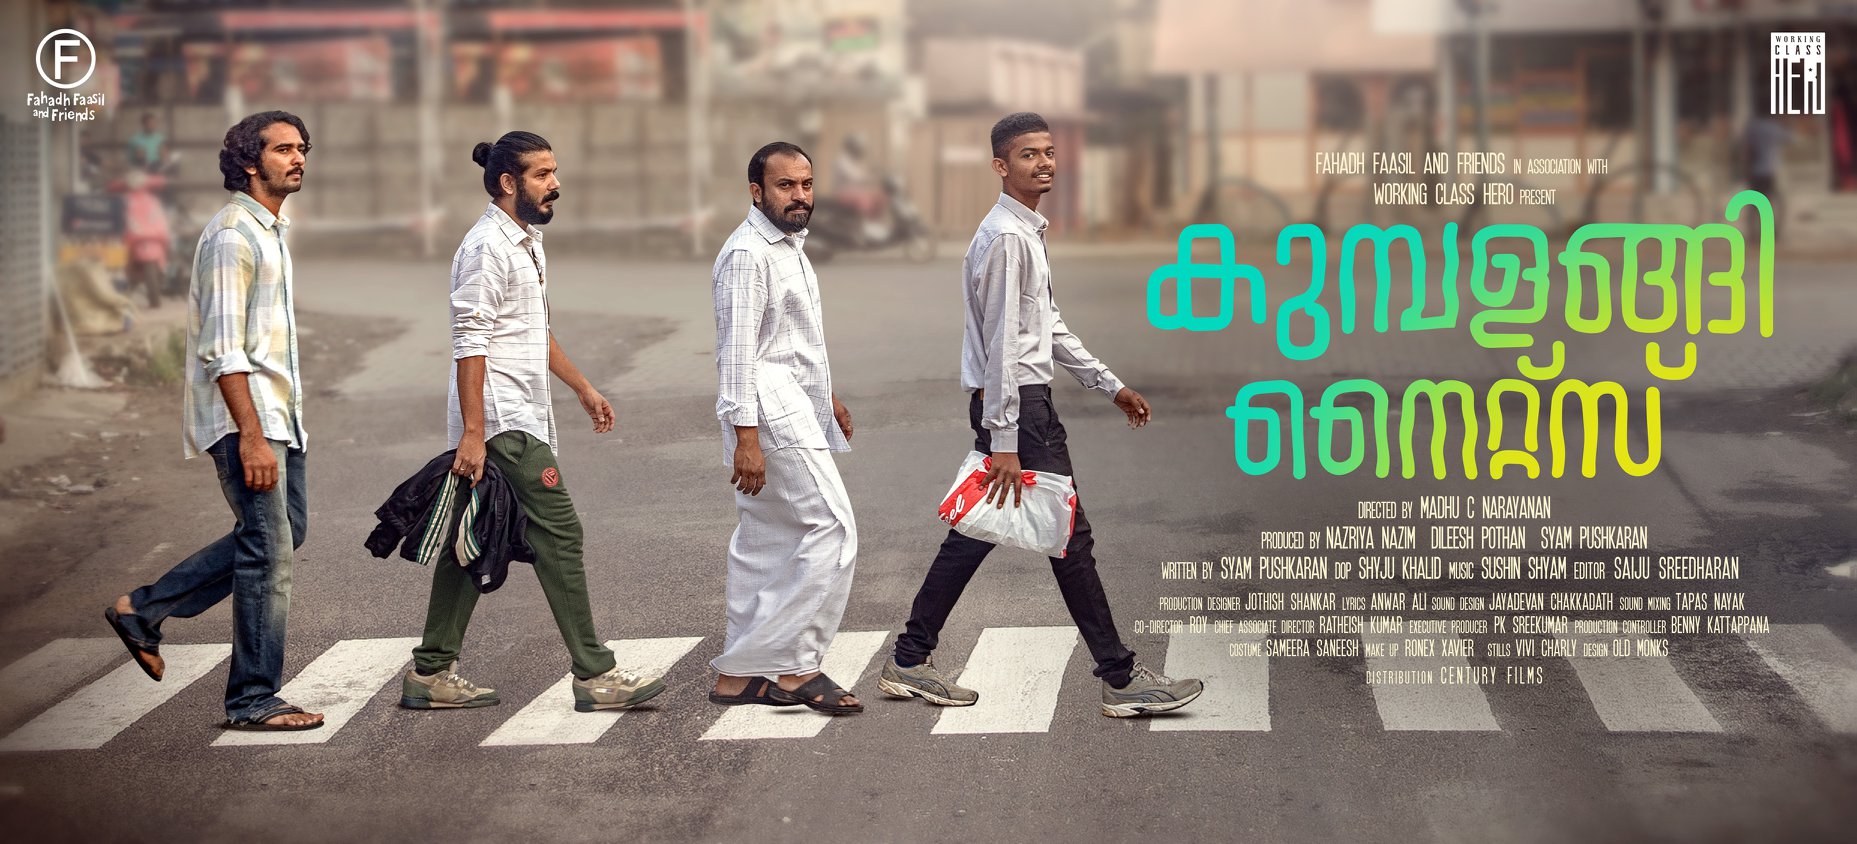 F
Fahadh Faasil
and Friends
WORKING
CLASS
HERO
FAHADH FAASIL AND FRIENDS IN ASSOCIATION WITH
WORKING CLASS HERO PRESENT
കുമ്പളങ്ങി
നൈറ്റ്സ്
DIRECTED BY MADHU C NARAYANAN
PRODUCED BY NAZRIYA NAZIM DILEESH POTHAN SYAM PUSHKARAN
WRITTEN BY SYAM PUSHKARAN DOP SHYJU KHALID MUSIC SUSHIN SHYAM EDITOR SAIJU SREEDHARAN
PRODUCTION DESIGNER JOTHISH SHANKAR LYRICS ANWAR ALI SOUND DESIGN JAYADEVAN CHAKKADATH SOUND MIXING TAPAS NAYAK
CO-DIRECTOR ROY CHIEF ASSOCIATE DIRECTOR RATHEISH KUMAR EXECUTIVE PRODUCER PK SREEKUMAR PRODUCTION CONTROLLER BENNY KATTAPPANA
COSTUME SAMEERA SANEESH MAKE UP RONEX XAVIER STILLS VIVI CHARLY DESIGN OLD MONKS
DISTRIBUTION CENTURY FILMS